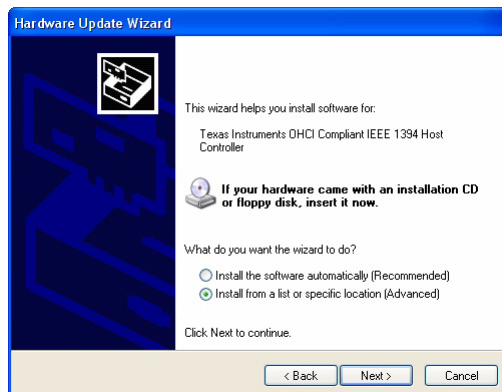 Hardware Update Wizard
This wizard helps you install software for:
Texas Instruments OHCI Compliant IEEE 1394 Host
Controller
If your hardware came with an installation CD
or floppy disk, insert it now.
What do you want the wizard to do?
Install the software automatically (Recommended)
Install from a list or specific location (Advanced)
Click Next to continue.
< Back Next > Cancel